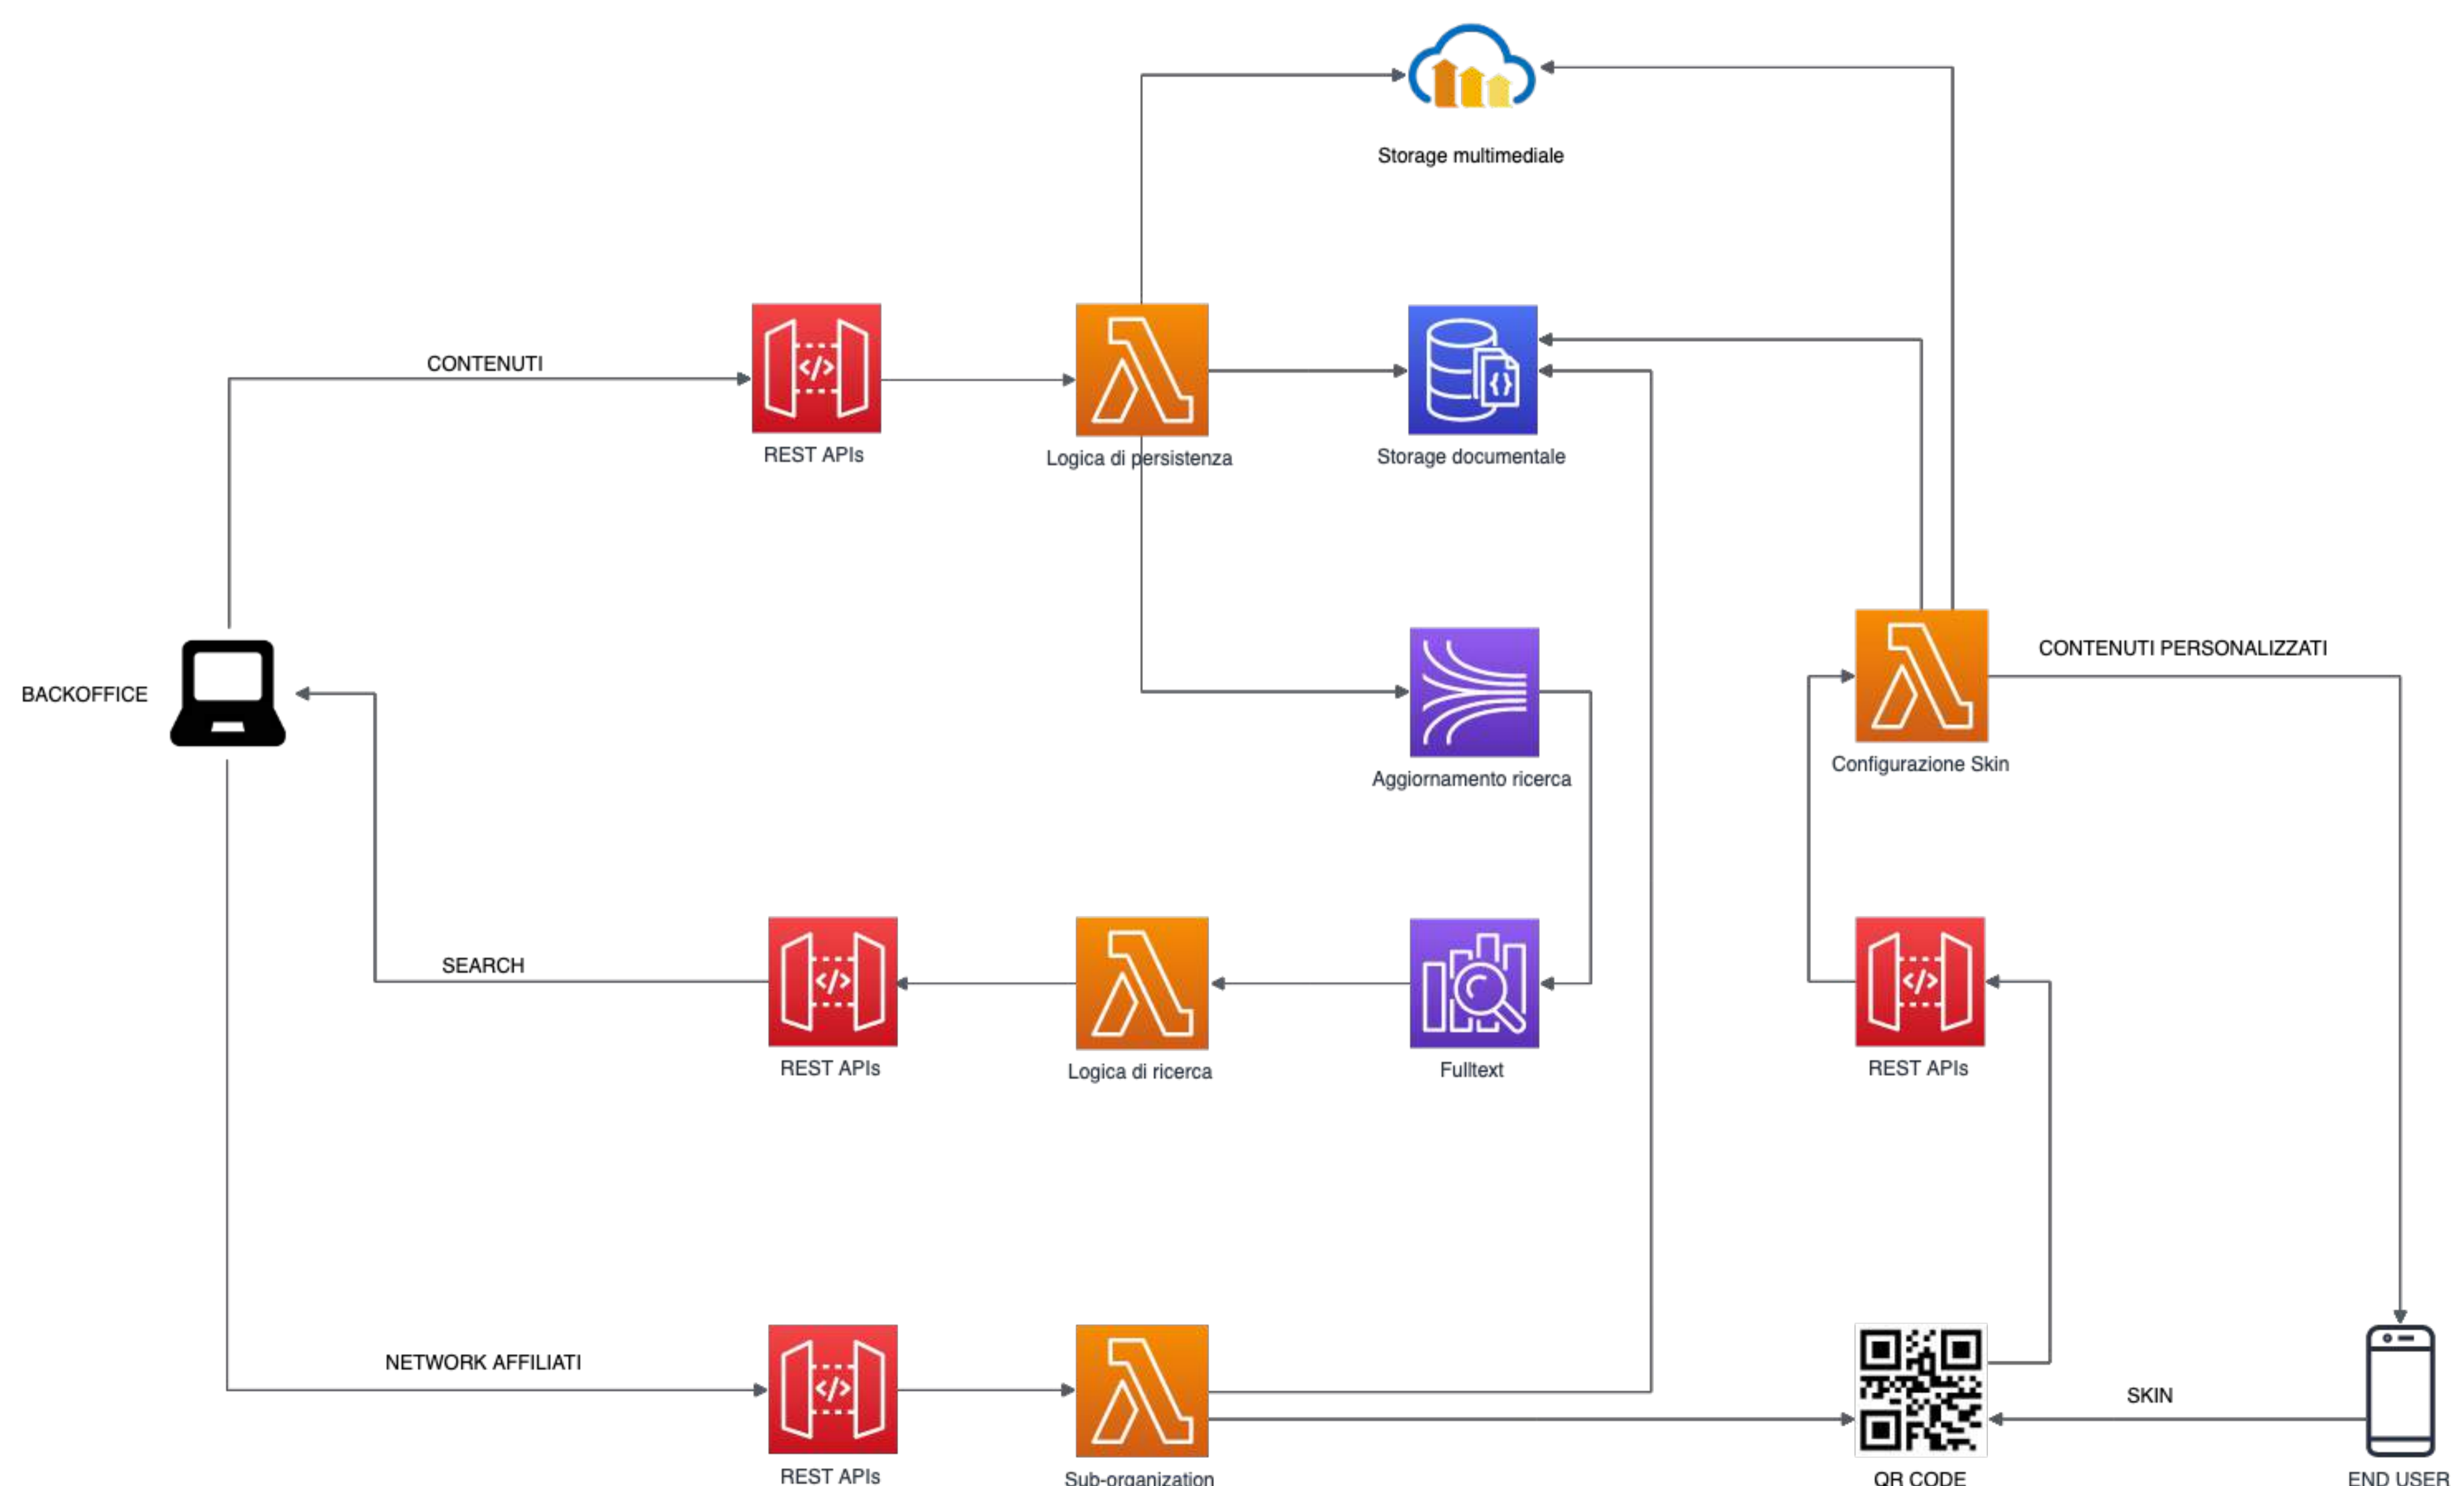 Storage multimediale
CONTENUTI
REST APIs
Logica di persistenza
Storage documentale
BACKOFFICE
Aggiornamento ricerca
CONTENUTI PERSONALIZZATI
Configurazione Skin
SEARCH
REST APIs
Logica di ricerca
Fulltext
REST APIs
NETWORK AFFILIATI
SKIN
REST APIs
Sub-organization
QR CODE
END USER